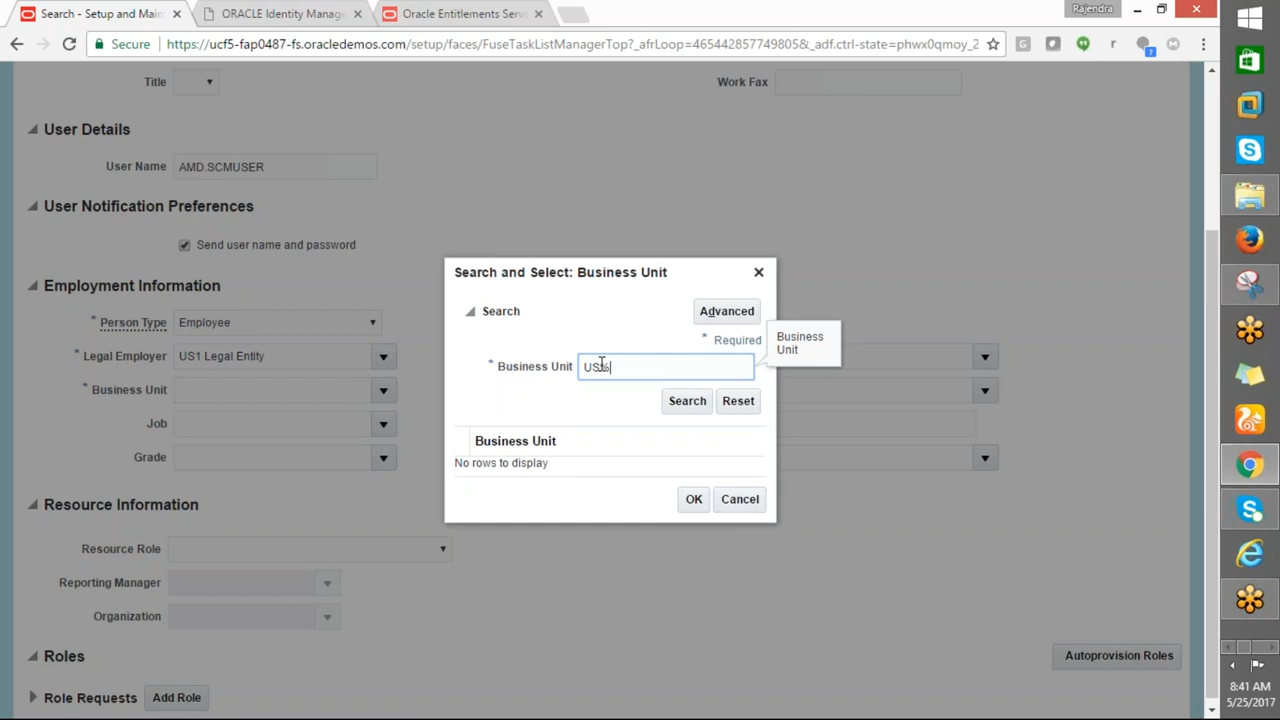 Search - Setup and Main
ORACLE Identity Manag
Oracle Entitlements Serv
Rajendra
Secure
https://ucf5-fap0487-fs.oracledemos.com/setup/faces/FuseTaskListManagerTop?_afrLoop=465442857749805&_adf.ctrl-state=phwx0qmoy_2
Title
Work Fax
User Details
User Name AMD.SCMUSER
User Notification Preferences
Send user name and password
Employment Information
* Person Type Employee
* Legal Employer US1 Legal Entity
* Business Unit
Job
Grade
Search and Select: Business Unit
Search
Advanced
* Required
* Business Unit US%
Business
Unit
Search Reset
Business Unit
No rows to display
OK Cancel
Resource Information
Resource Role
Reporting Manager
Organization
Roles
Autoprovision Roles
Role Requests Add Role
8:41 AM
5/25/2017